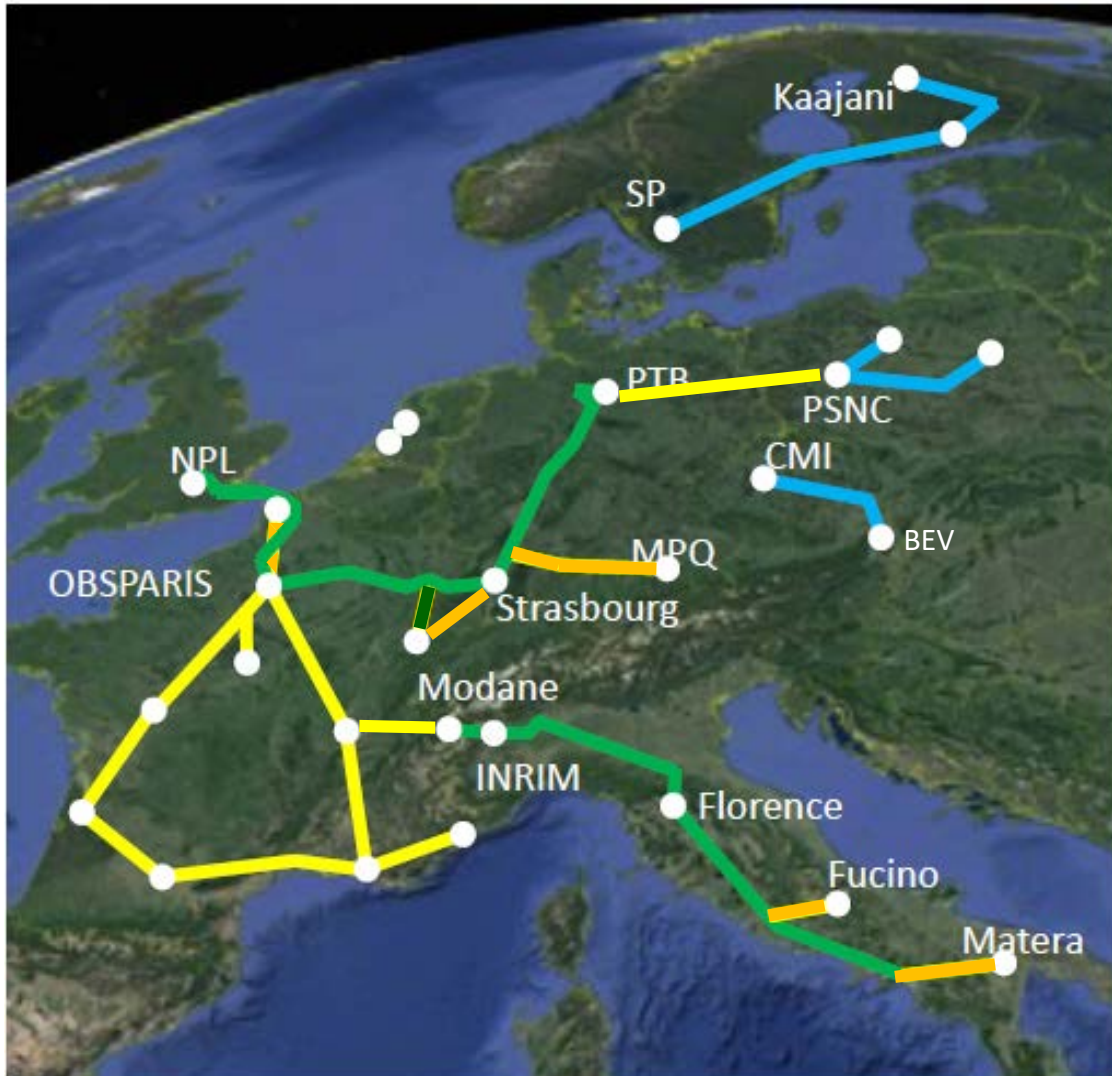 Kaajani
SP
PTB
PSNC
NPL
CMI
BEV
MPQ
OBSPARIS
Strasbourg
Modane
INRIM
Florence
Fucino
Matera